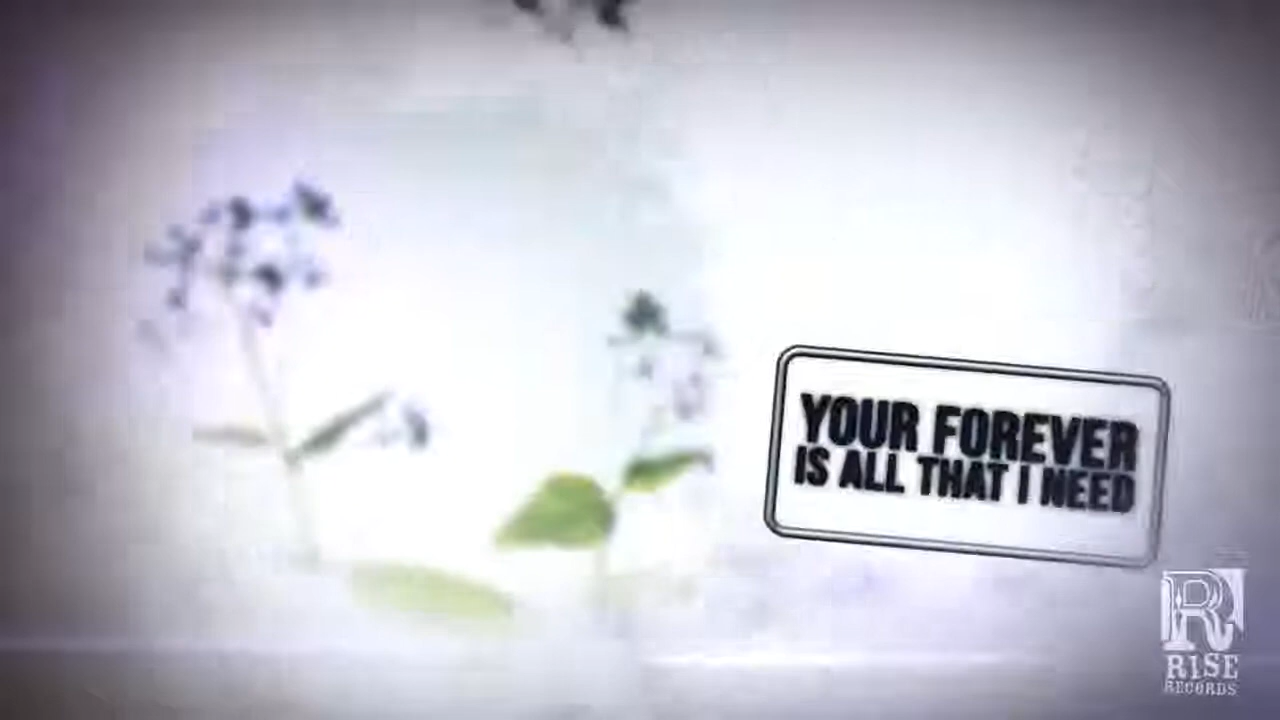 YOUR FOREVER
IS ALL THAT I NEED
R
RISE
RECORDS